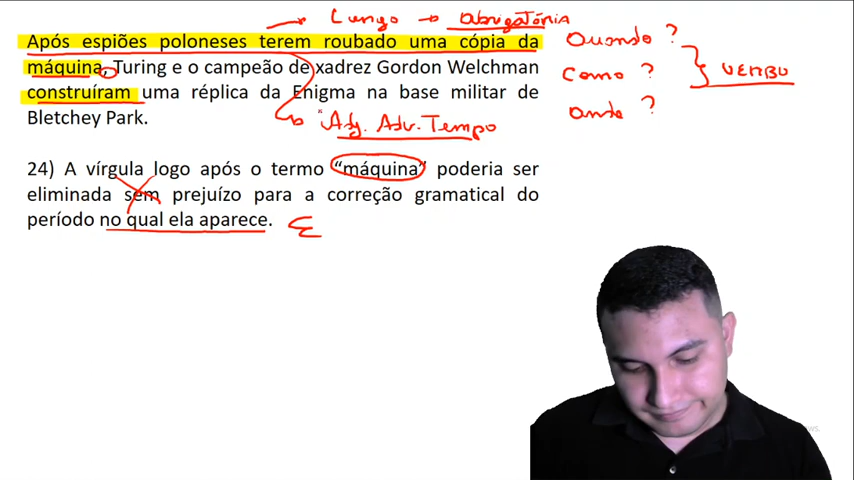 Longo → obrigatória
Após espiões poloneses terem roubado uma cópia da
máquina, Turing e o campeão de xadrez Gordon Welchman
construíram uma réplica da Enigma na base militar de
Bletchey Park.
Adj. Adv. Tempo
Quando ?
Como ?
onde ?
VERBO
24) A vírgula logo após o termo “máquina” poderia ser
eliminada sem prejuízo para a correção gramatical do
período no qual ela aparece. E